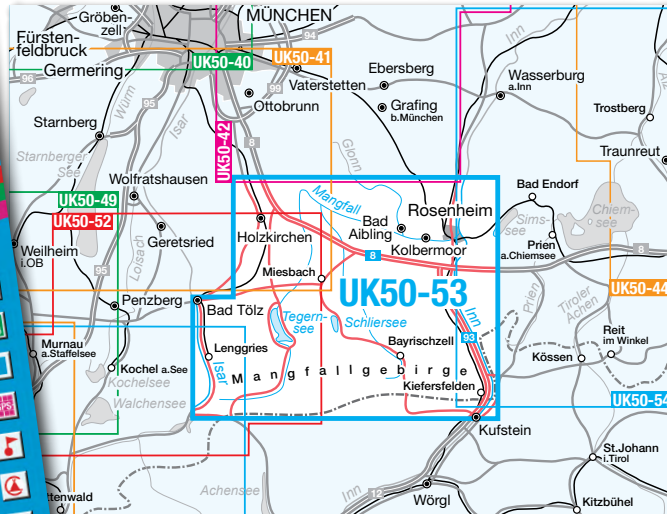 Gröben-
zell
MÜNCHEN
94
Inn
Fürsten-
feldbruck
UK50-40
UK50-41
Germering
96
Vaterstetten
Ebersberg
Wasserburg
a.Inn
99
Würm
95
Isar
Ottobrunn
Grafing
b.München
Trostberg
Starnberg
UK50-42
8
Glonn
Traunreut
Starnberger
See
Wolfratshausen
Mangfall
Bad Endorf
UK50-49
UK50-52
Rosenheim
Bad
Aibling
Sims-
see
Chiem-
see
Holzkirchen
Kolbermoor
Prien
a.Chiemsee
Weilheim
i.OB
Geretsried
Loisach
8
8
95
Miesbach
UK50-53
UK50-44
Penzberg
Bad Tölz
Inn
Prien
Tiroler
Achen
Tegern-
see
Schliersee
93
Murnau
a.Staffelsee
Lenggries
Bayrischzell
Kössen
Reit
im Winkel
Kochel a.See
Kochelsee
Isar
Mangfallgebirge
Walchensee
Kiefersfelden
UK50-54
GPS
Kufstein
St.Johann
i.Tirol
Achensee
Inn
12
Wörgl
Kitzbühel
ttenwald